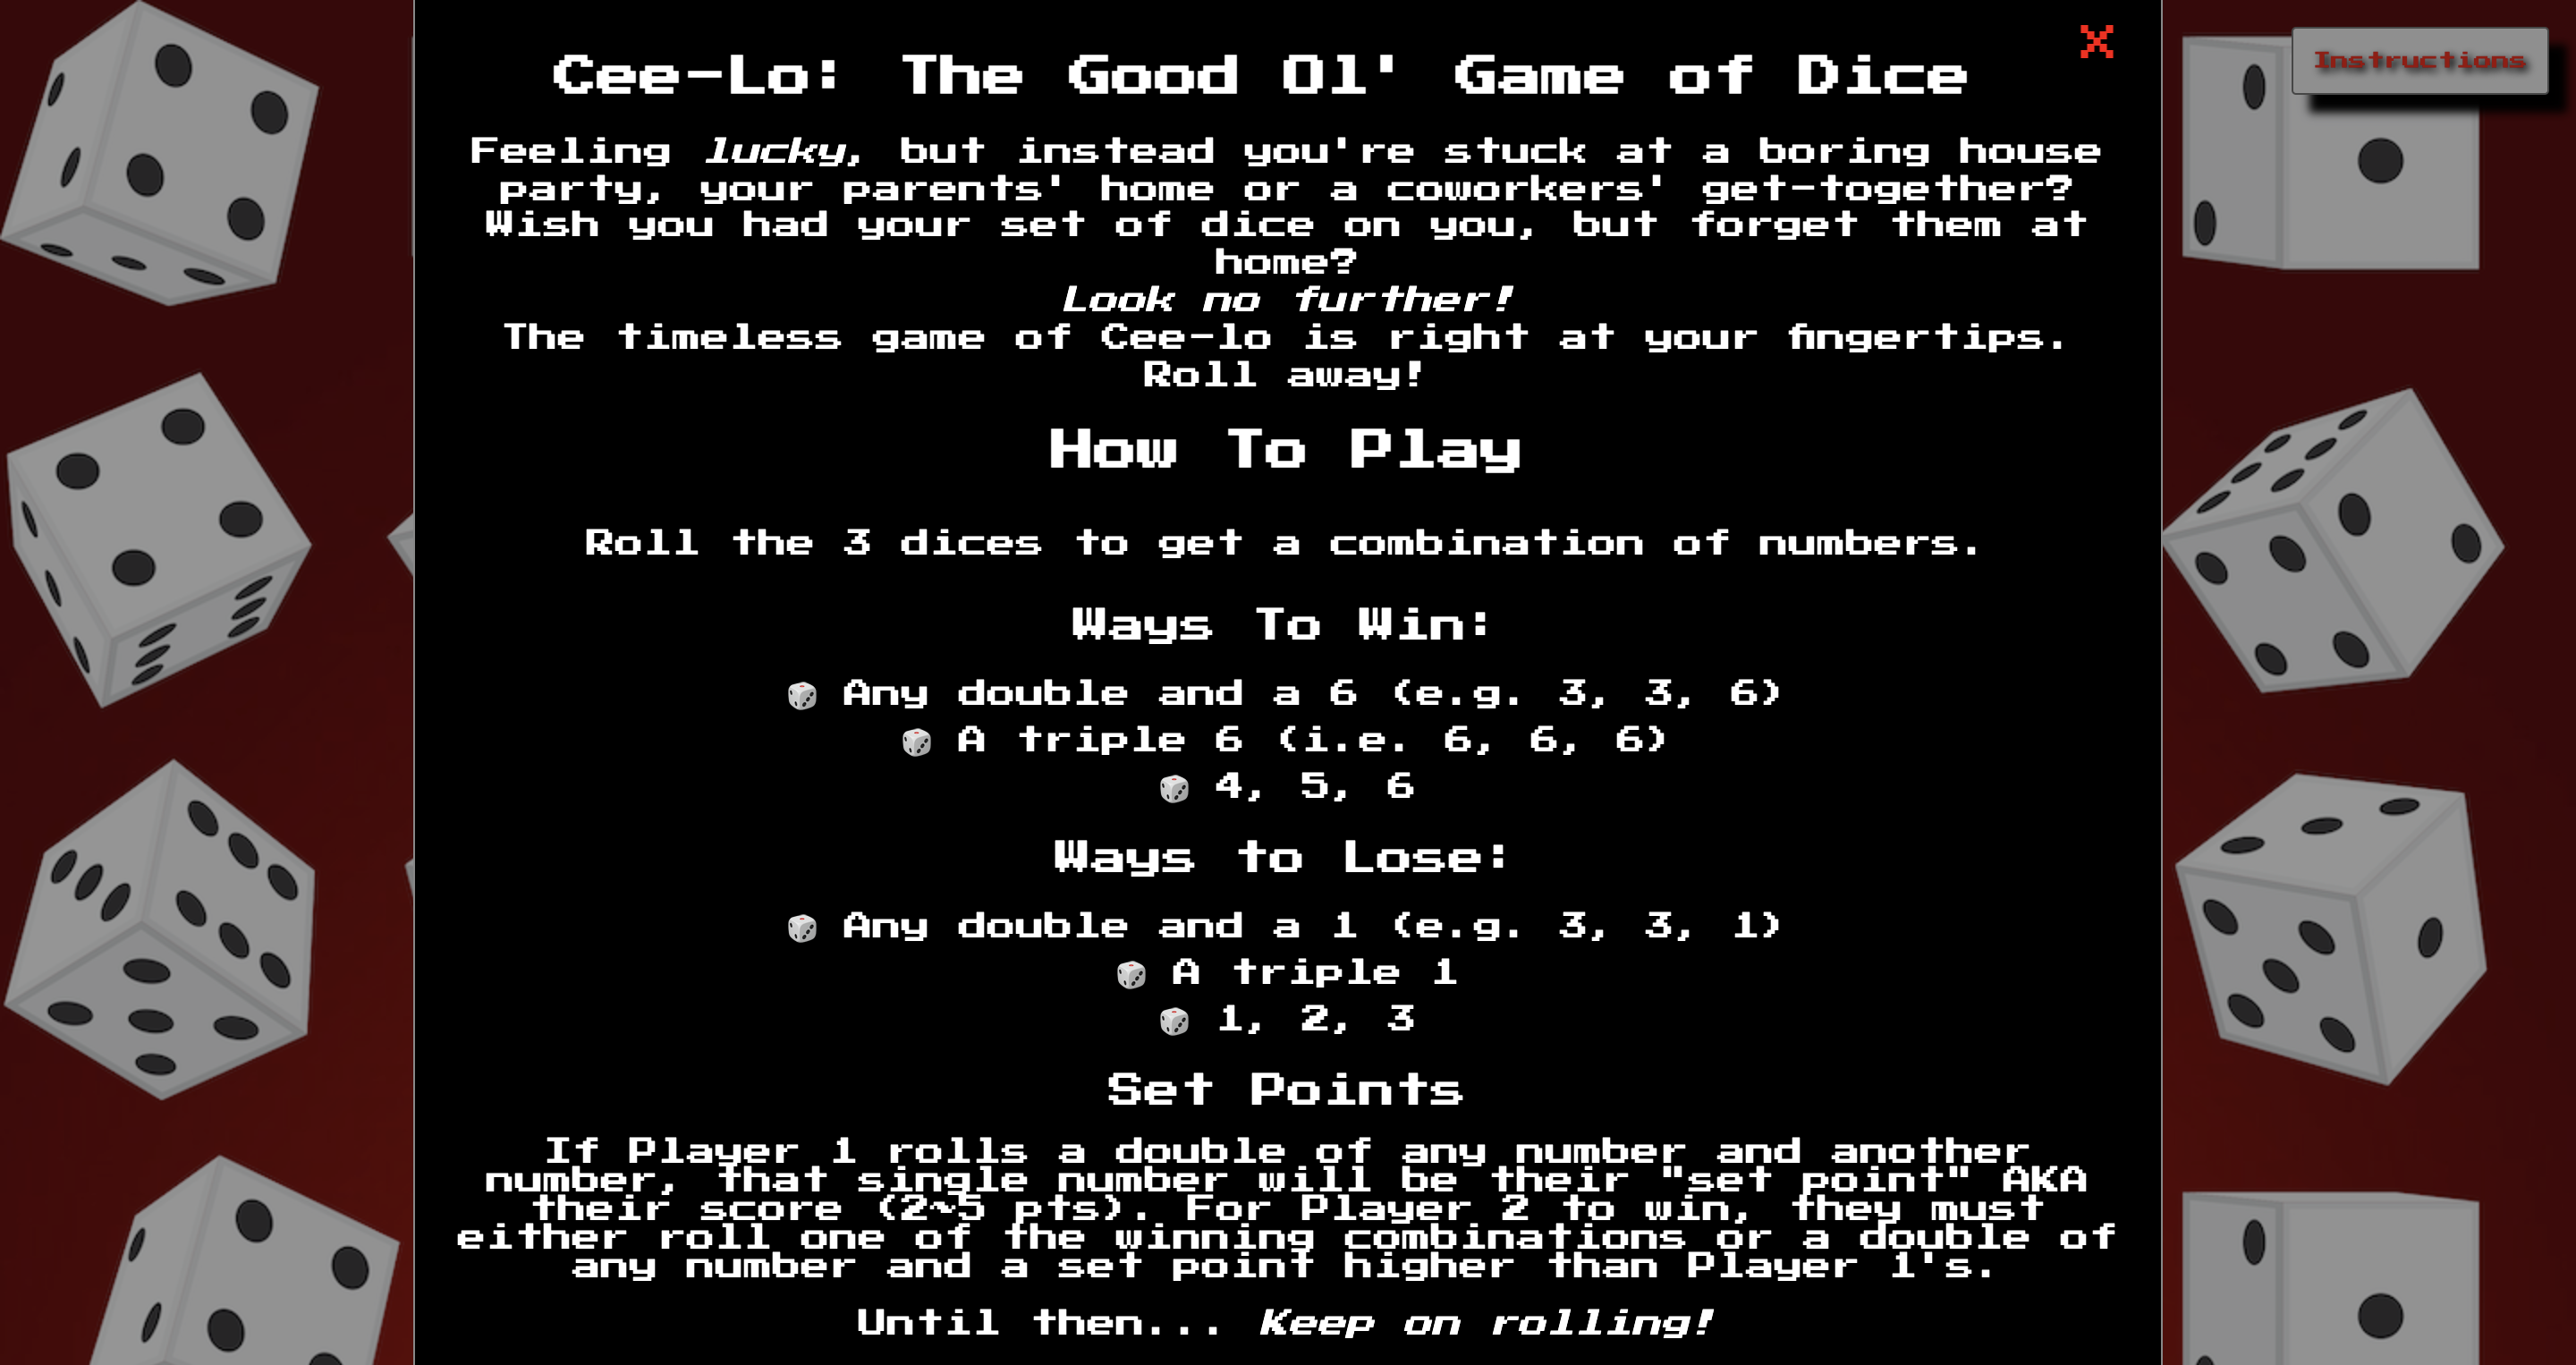 X
Instructions
Cee-Lo: The Good Ol' Game of Dice
Feeling lucky, but instead you're stuck at a boring house
party, your parents' home or a coworkers' get-together?
Wish you had your set of dice on you, but forget them at
home?
Look no further!
The timeless game of Cee-lo is right at your fingertips.
Roll away!
How To Play
Roll the 3 dices to get a combination of numbers.
Ways To Win:
Any double and a 6 (e.g. 3, 3, 6)
A triple 6 (i.e. 6, 6, 6)
4, 5, 6
Ways to Lose:
Any double and a 1 (e.g. 3, 3, 1)
A triple 1
1, 2, 3
Set Points
If Player 1 rolls a double of any number and another
number, that single number will be their "set point" AKA
their score (2~5 pts). For Player 2 to win, they must
either roll one of the winning combinations or a double of
any number and a set point higher than Player 1's.
Until then... Keep on rolling!